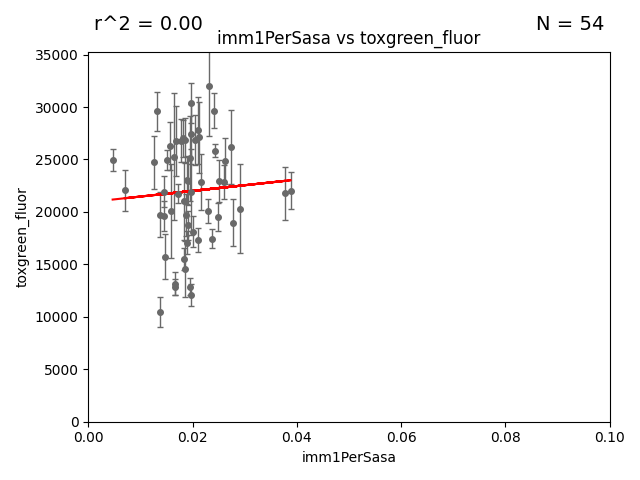 r^2 = 0.00
N = 54
imm1PerSasa vs toxgreen_fluor
35000
30000
25000
20000
15000
10000
5000
0
toxgreen_fluor
0.00
0.02
0.04
0.06
0.08
0.10
imm1PerSasa